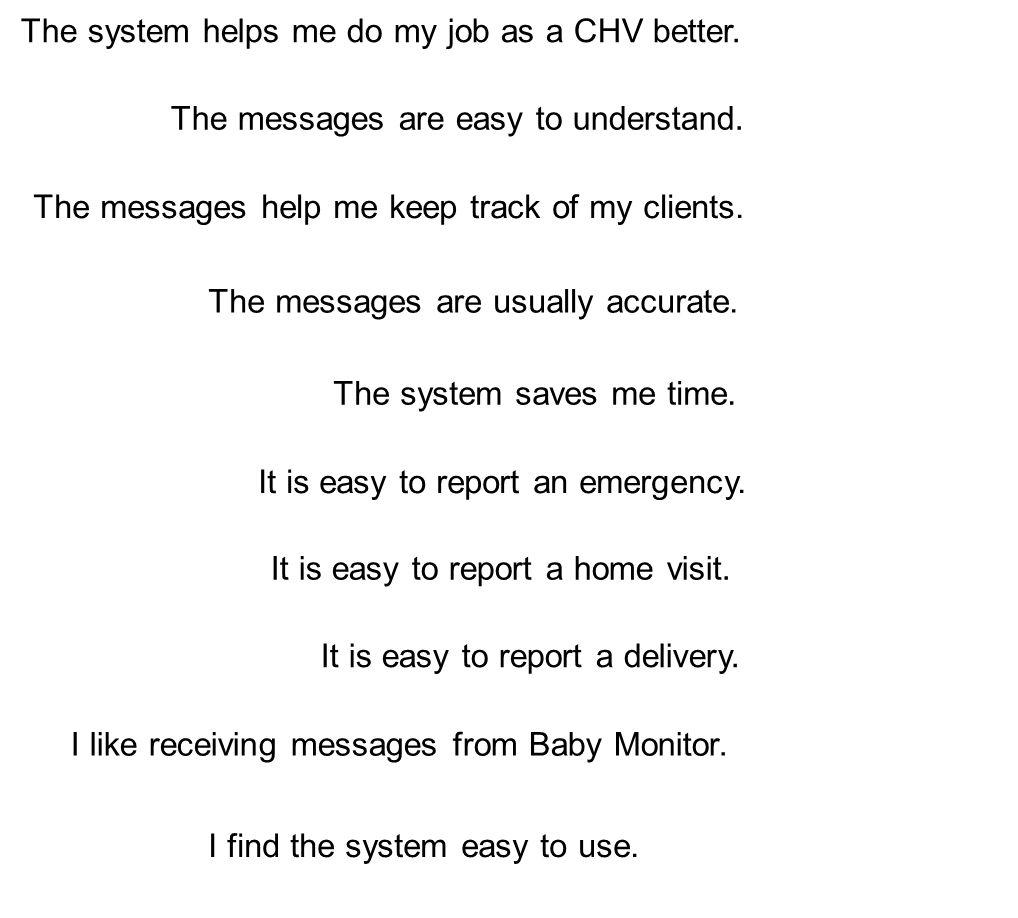 The system helps me do my job as a CHV better.
The messages are easy to understand.
The messages help me keep track of my clients.
The messages are usually accurate.
The system saves me time.
It is easy to report an emergency.
It is easy to report a home visit.
It is easy to report a delivery.
I like receiving messages from Baby Monitor.
I find the system easy to use.